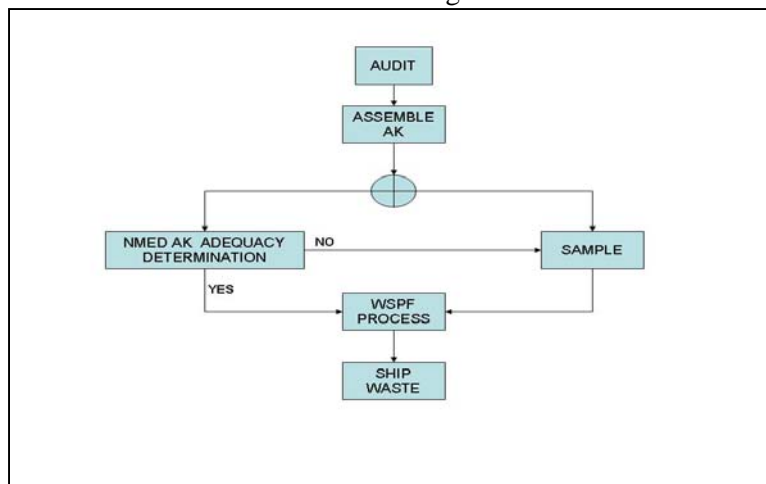 AUDIT
ASSEMBLE
AK
NMED AK ADEQUACY
DETERMINATION
NO
SAMPLE
YES
WSPF
PROCESS
SHIP
WASTE